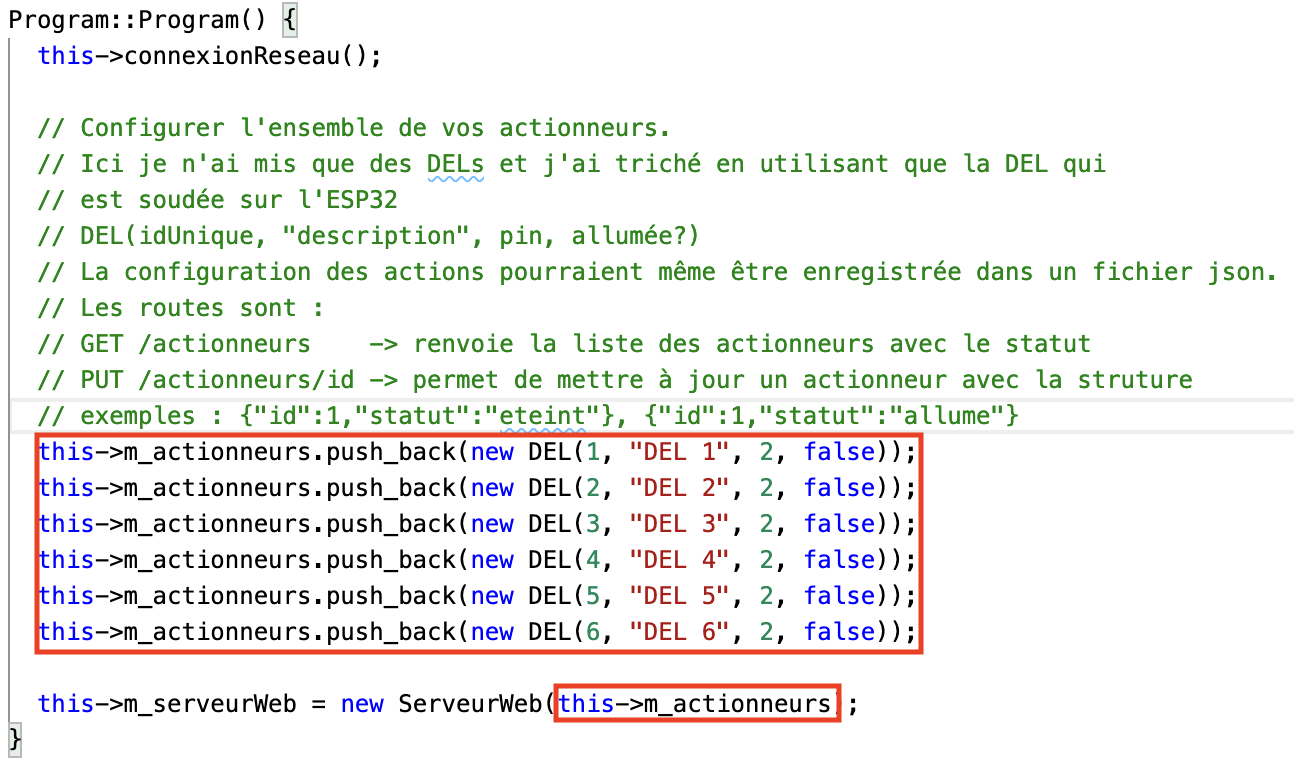 Program::Program() {
  this->connexionReseau();

  // Configurer l'ensemble de vos actionneurs.
  // Ici je n'ai mis que des DELs et j'ai triché en utilisant que la DEL qui
  // est soudée sur l'ESP32
  // DEL(idUnique, "description", pin, allumée?)
  // La configuration des actions pourraient même être enregistrée dans un fichier json.
  // Les routes sont :
  // GET /actionneurs    -> renvoie la liste des actionneurs avec le statut
  // PUT /actionneurs/id -> permet de mettre à jour un actionneur avec la struture
  // exemples : {"id":1,"statut":"eteint"}, {"id":1,"statut":"allume"}
  this->m_actionneurs.push_back(new DEL(1, "DEL 1", 2, false));
  this->m_actionneurs.push_back(new DEL(2, "DEL 2", 2, false));
  this->m_actionneurs.push_back(new DEL(3, "DEL 3", 2, false));
  this->m_actionneurs.push_back(new DEL(4, "DEL 4", 2, false));
  this->m_actionneurs.push_back(new DEL(5, "DEL 5", 2, false));
  this->m_actionneurs.push_back(new DEL(6, "DEL 6", 2, false));

  this->m_serveurWeb = new ServeurWeb(this->m_actionneurs);
}